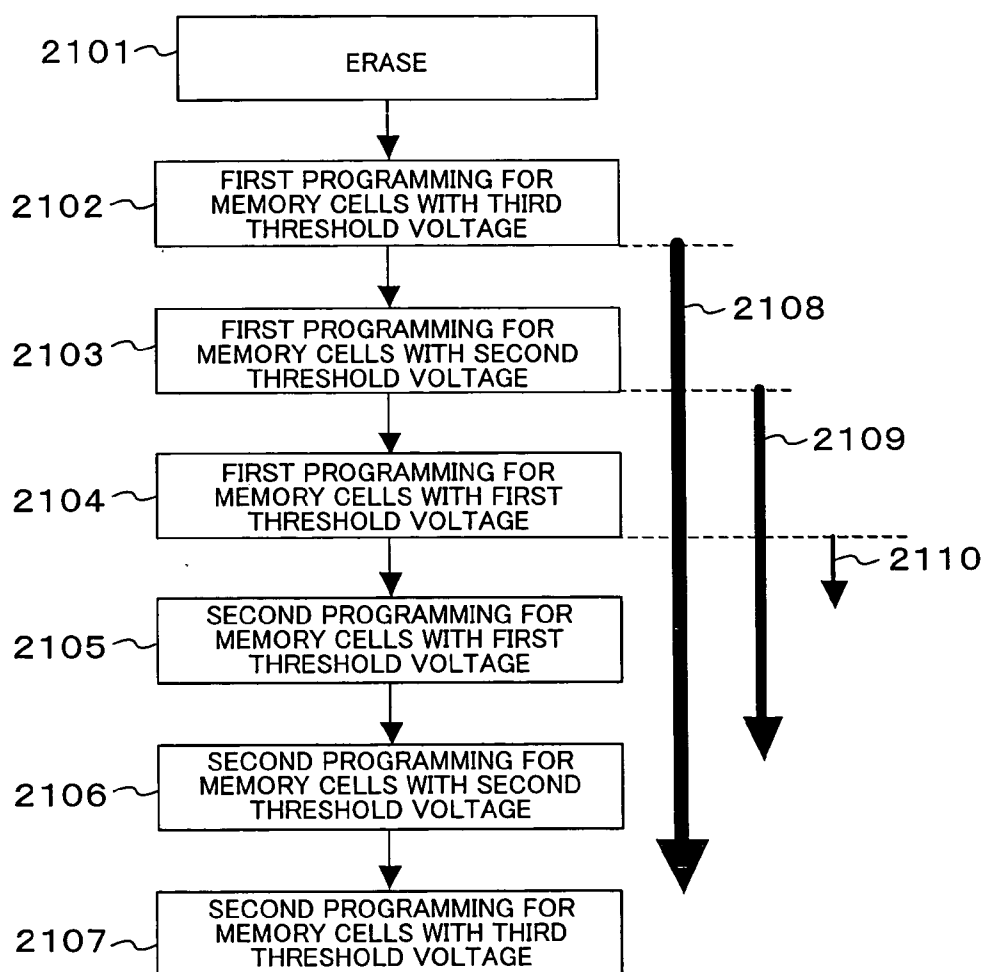 2101
ERASE
2102
FIRST PROGRAMMING FOR
MEMORY CELLS WITH THIRD
THRESHOLD VOLTAGE
2108
2103
FIRST PROGRAMMING FOR
MEMORY CELLS WITH SECOND
THRESHOLD VOLTAGE
2109
2104
FIRST PROGRAMMING FOR
MEMORY CELLS WITH FIRST
THRESHOLD VOLTAGE
2110
2105
SECOND PROGRAMMING FOR
MEMORY CELLS WITH FIRST
THRESHOLD VOLTAGE
2106
SECOND PROGRAMMING FOR
MEMORY CELLS WITH SECOND
THRESHOLD VOLTAGE
2107
SECOND PROGRAMMING FOR
MEMORY CELLS WITH THIRD
THRESHOLD VOLTAGE